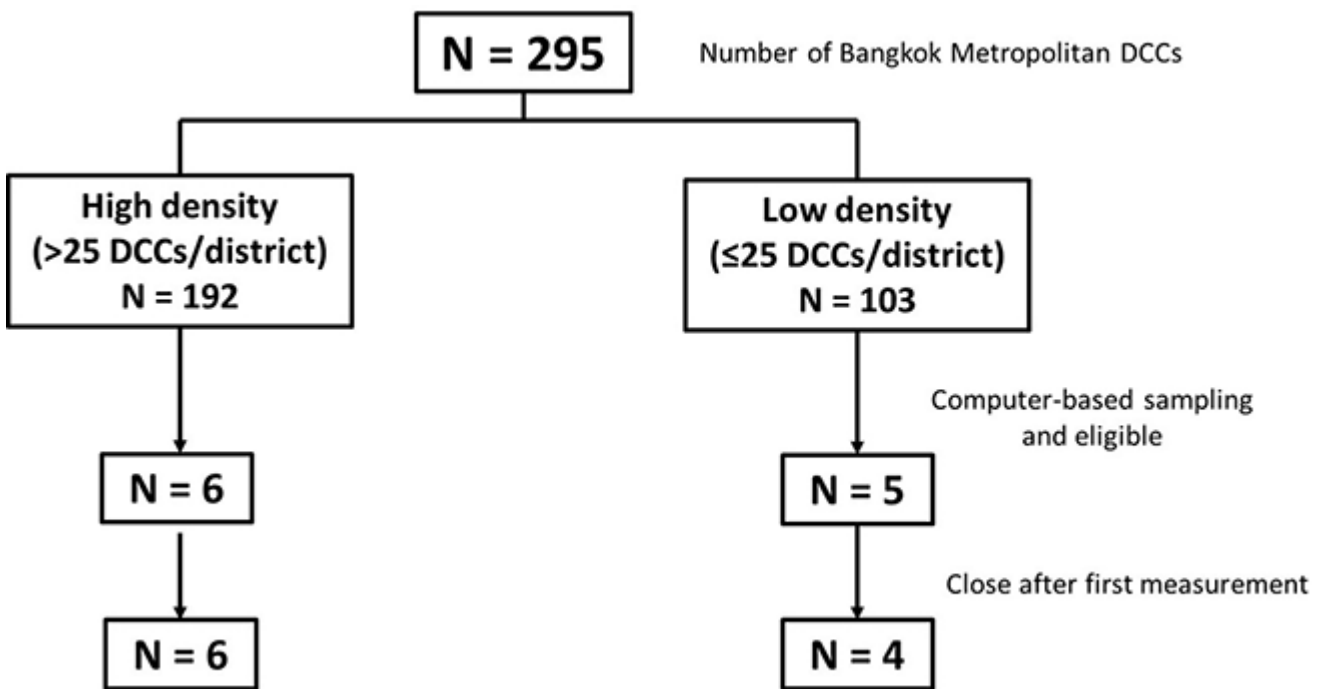 N = 295
Number of Bangkok Metropolitan DCCs
High density
(>25 DCCs/district)
N = 192
Low density
(≤25 DCCs/district)
N = 103
Computer-based sampling
and eligible
N = 6
N = 5
Close after first measurement
N = 6
N = 4